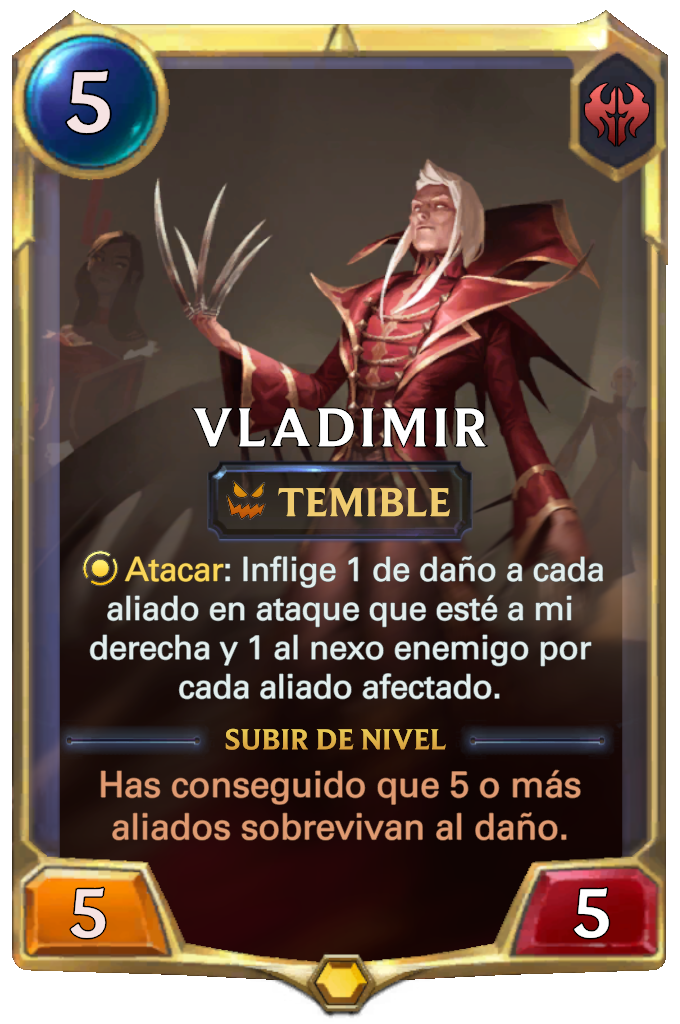 5
VLADIMIR
TEMIBLE
Atacar: Inflige 1 de daño a cada
aliado en ataque que esté a mi
derecha y 1 al nexo enemigo por
cada aliado afectado.
SUBIR DE NIVEL
Has conseguido que 5 o más
aliados sobrevivan al daño.
5
5